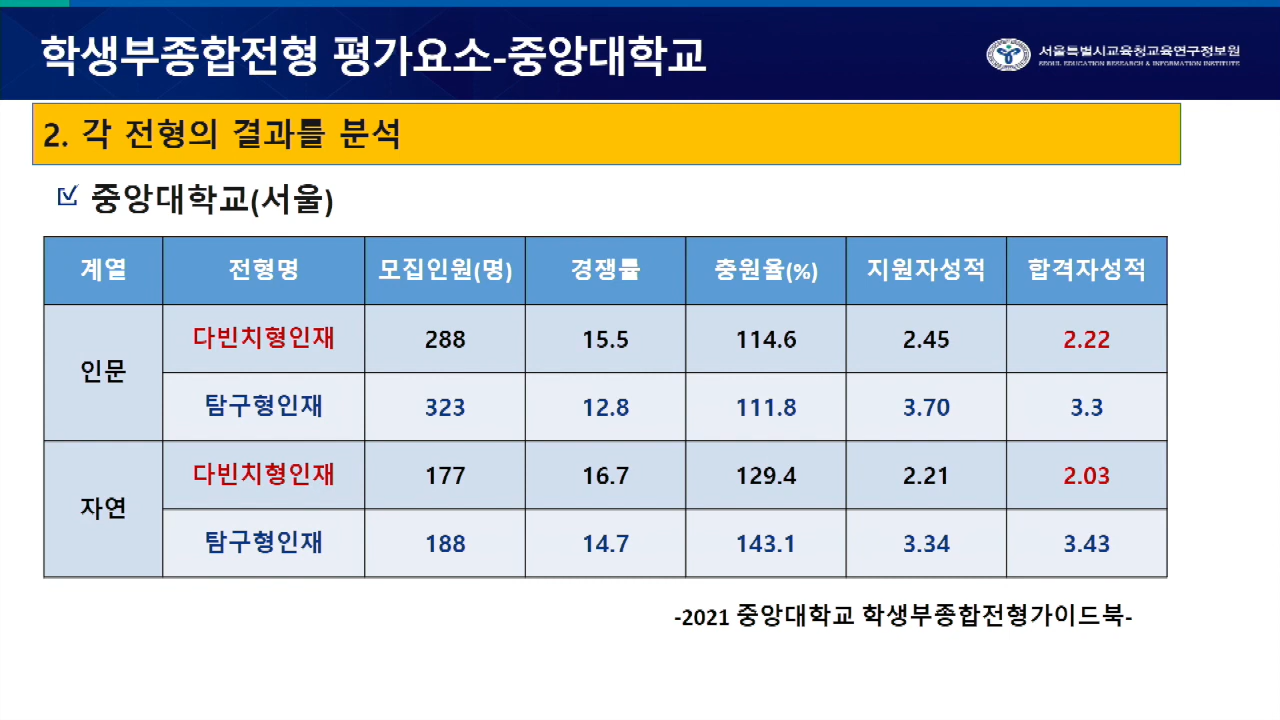 학생부종합전형 평가요소-중앙대학교
서울특별시교육청교육연구정보원
SEOUL EDUCATION RESEARCH & INFORMATION INSTITUTE
2. 각 전형의 결과를 분석
중앙대학교(서울)
계열 전형명 모집인원(명) 경쟁률 충원율(%) 지원자성적 합격자성적
인문 다빈치형인재 288 15.5 114.6 2.45 2.22
탐구형인재 323 12.8 111.8 3.70 3.3
자연 다빈치형인재 177 16.7 129.4 2.21 2.03
탐구형인재 188 14.7 143.1 3.34 3.43
-2021 중앙대학교 학생부종합전형가이드북-